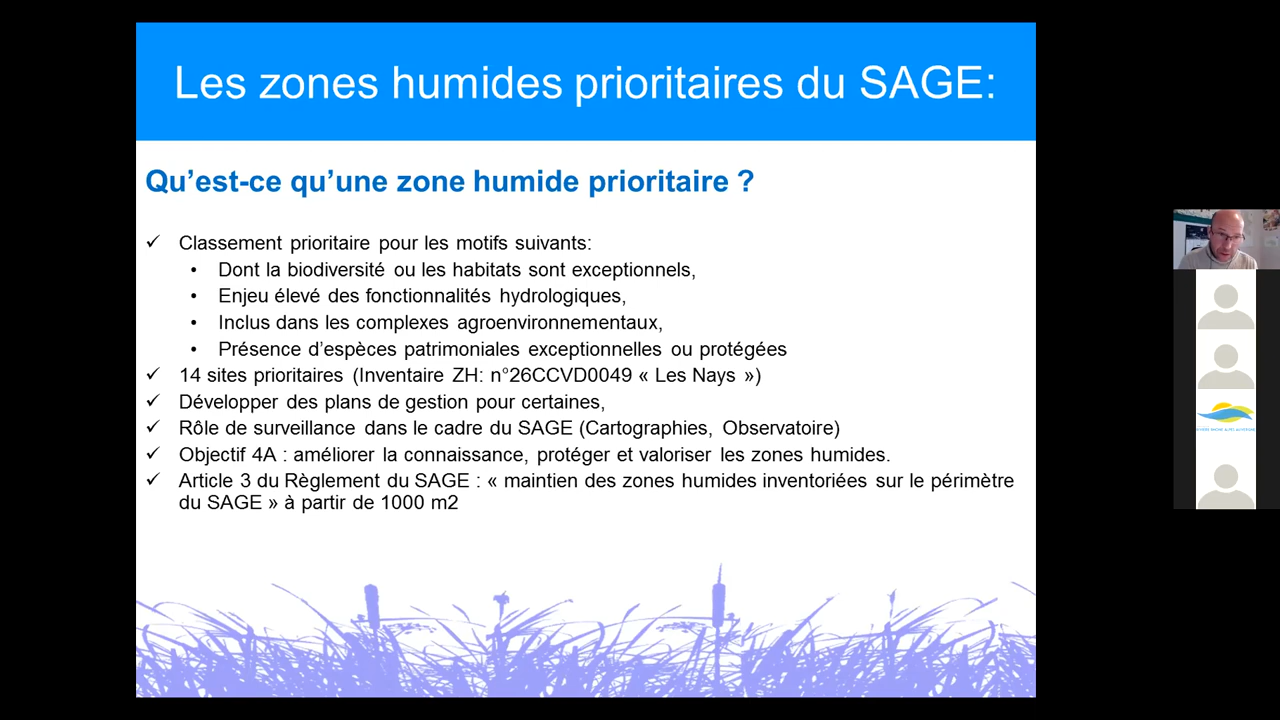 Les zones humides prioritaires du SAGE:
Qu’est-ce qu’une zone humide prioritaire ?
✓ Classement prioritaire pour les motifs suivants:
• Dont la biodiversité ou les habitats sont exceptionnels,
• Enjeu élevé des fonctionnalités hydrologiques,
• Inclus dans les complexes agroenvironnementaux,
• Présence d’espèces patrimoniales exceptionnelles ou protégées
✓ 14 sites prioritaires (Inventaire ZH: n°26CCVD0049 « Les Nays »)
✓ Développer des plans de gestion pour certaines,
✓ Rôle de surveillance dans le cadre du SAGE (Cartographies, Observatoire)
✓ Objectif 4A : améliorer la connaissance, protéger et valoriser les zones humides.
✓ Article 3 du Règlement du SAGE : « maintien des zones humides inventoriées sur le périmètre
du SAGE » à partir de 1000 m2